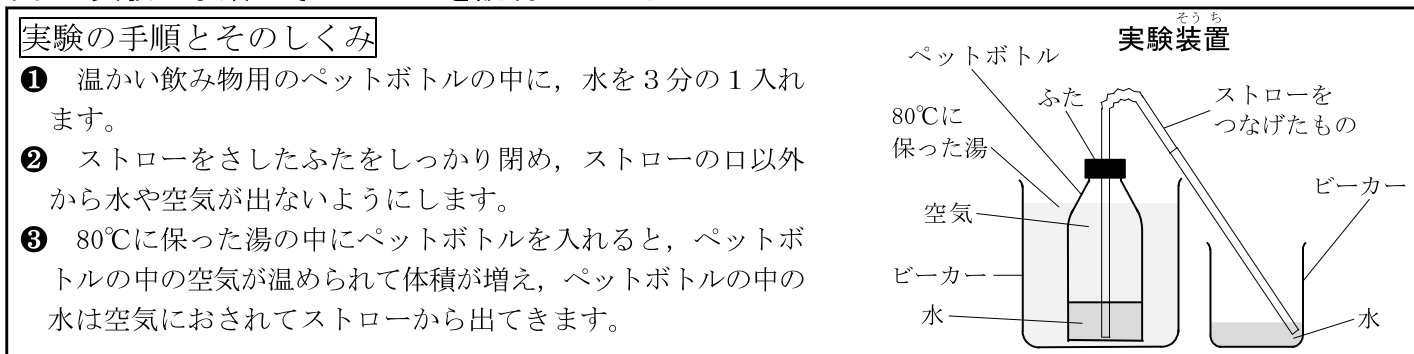 実験の手順とそのしくみ
❶ 温かい飲み物用のペットボトルの中に，水を３分の１入れ
ます。
❷ ストローをさしたふたをしっかり閉め，ストローの口以外
から水や空気が出ないようにします。
❸ 80℃に保った湯の中にペットボトルを入れると，ペットボ
トルの中の空気が温められて体積が増え，ペットボトルの中の
水は空気におされてストローから出てきます。
そうち
実験装置
ペットボトル
ふた
ストローを
つなげたもの
80℃に
保った湯
ビーカー
空気
ビーカー
水
水